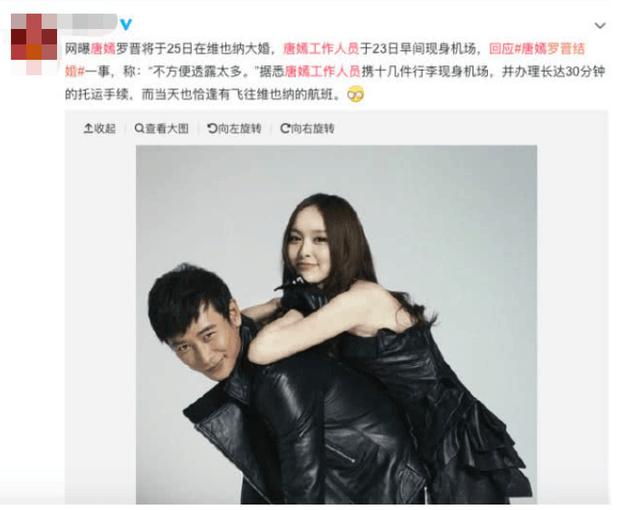 网曝唐嫣罗晋将于25日在维也纳大婚，唐嫣工作人员于23日早间现身机场，回应#唐嫣罗晋结
婚#一事，称：“不方便透露太多。”据悉唐嫣工作人员携十几件行李现身机场，并办理长达30分钟
的托运手续，而当天也恰逢有飞往维也纳的航班。
收起 查看大图 向左旋转 向右旋转